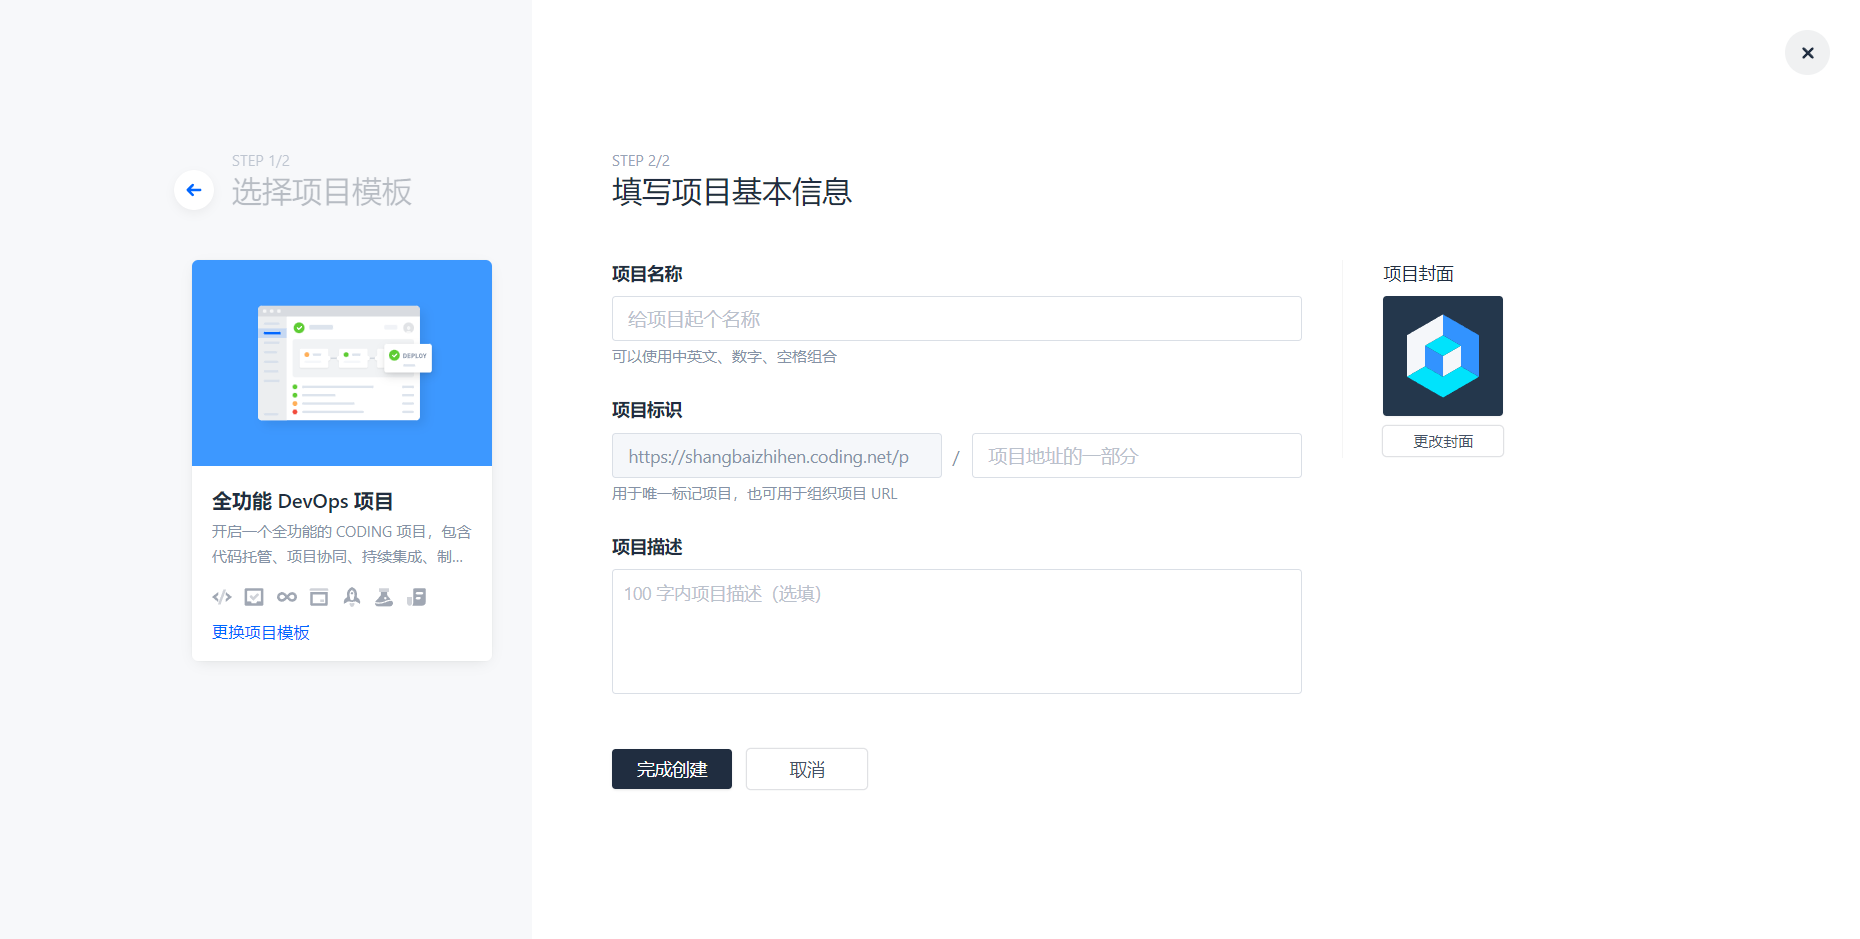 STEP 1/2
选择项目模板
DEPLOY
全功能 DevOps 项目
开启一个全功能的 CODING 项目，包含
代码托管、项目协同、持续集成、制...
更换项目模板
STEP 2/2
填写项目基本信息
项目名称
给项目起个名称
可以使用中英文、数字、空格组合
项目标识
https://shangbaizhihen.coding.net/p / 项目地址的一部分
用于唯一标记项目，也可用于组织项目 URL
项目描述
100 字内项目描述（选填）
完成创建 取消
项目封面
更改封面